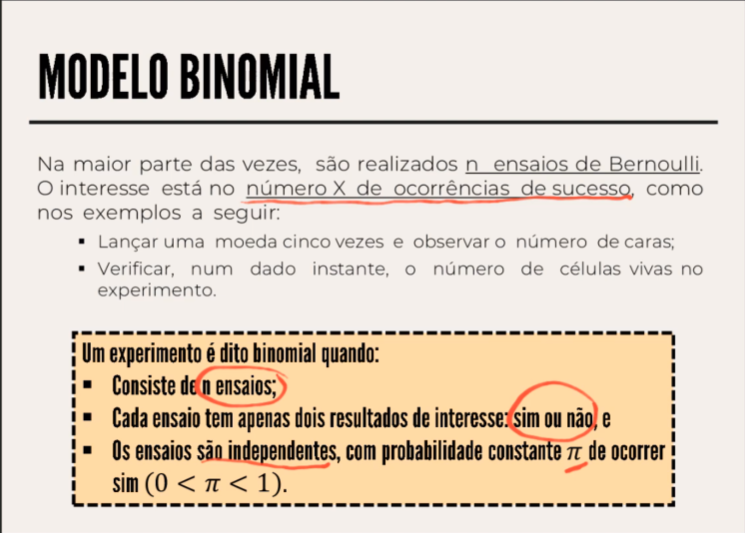 MODELO BINOMIAL
Na maior parte das vezes, são realizados n ensaios de Bernoulli.
O interesse está no número X de ocorrências de sucesso, como
nos exemplos a seguir:
▪ Lançar uma moeda cinco vezes e observar o número de caras;
▪ Verificar, num dado instante, o número de células vivas no
experimento.
Um experimento é dito binomial quando:
▪ Consiste de n ensaios;
▪ Cada ensaio tem apenas dois resultados de interesse: sim ou não, e
▪ Os ensaios são independentes, com probabilidade constante π de ocorrer
sim (0 < π < 1).